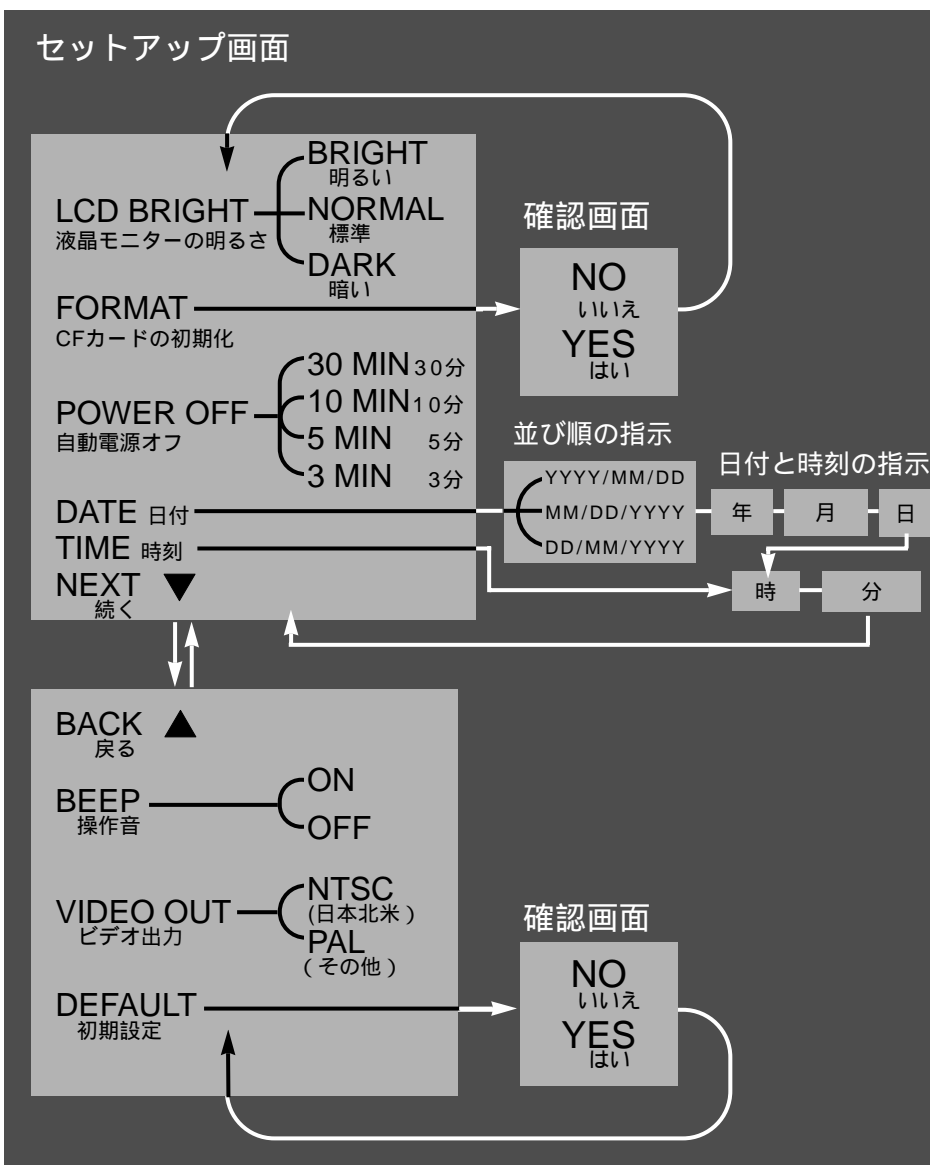 セットアップ画面
BRIGHT
明るい
LCD BRIGHT
液晶モニターの明るさ
NORMAL
標準
DARK
暗い
FORMAT
CFカードの初期化
確認画面
NO
いいえ
YES
はい
POWER OFF
自動電源オフ
30 MIN 30分
10 MIN 10分
5 MIN 5分
3 MIN 3分
並び順の指示
YYYY/MM/DD
MM/DD/YYYY
DD/MM/YYYY
日付と時刻の指示
年 月 日
DATE 日付
TIME 時刻
時 分
NEXT ▼
続く
BACK ▲
戻る
BEEP
操作音
ON
OFF
VIDEO OUT
ビデオ出力
NTSC
(日本北米)
PAL
(その他)
DEFAULT
初期設定
確認画面
NO
いいえ
YES
はい